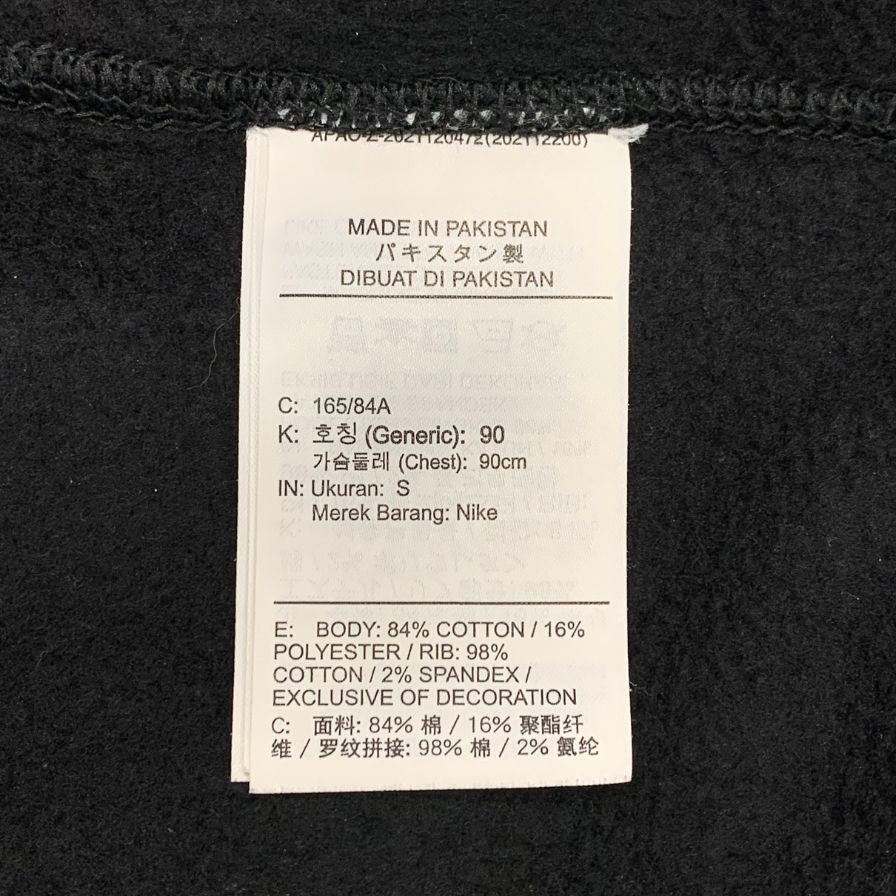 APAC-Z-2021120472(202112200)
MADE IN PAKISTAN
パキスタン製
DIBUAT DI PAKISTAN
C: 165/84A
K: 호칭 (Generic): 90
가슴둘레 (Chest): 90cm
IN: Ukuran: S
Merek Barang: Nike
E: BODY: 84% COTTON / 16%
POLYESTER / RIB: 98%
COTTON / 2% SPANDEX /
EXCLUSIVE OF DECORATION
C: 面料: 84% 棉 / 16% 聚酯纤
维 / 罗纹拼接: 98% 棉 / 2% 氨纶